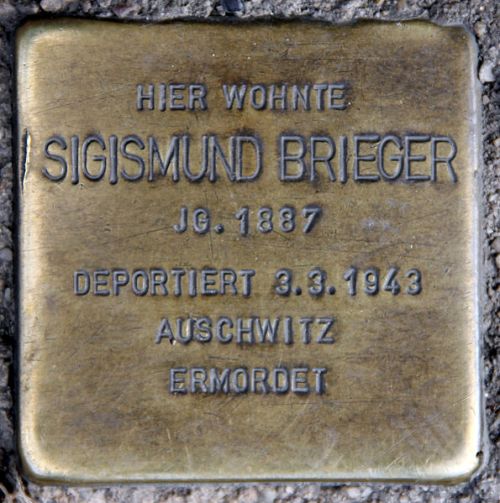 HIER WOHNTE
SIGISMUND BRIEGER
JG. 1887
DEPORTIERT 3.3.1943
AUSCHWITZ
ERMORDET